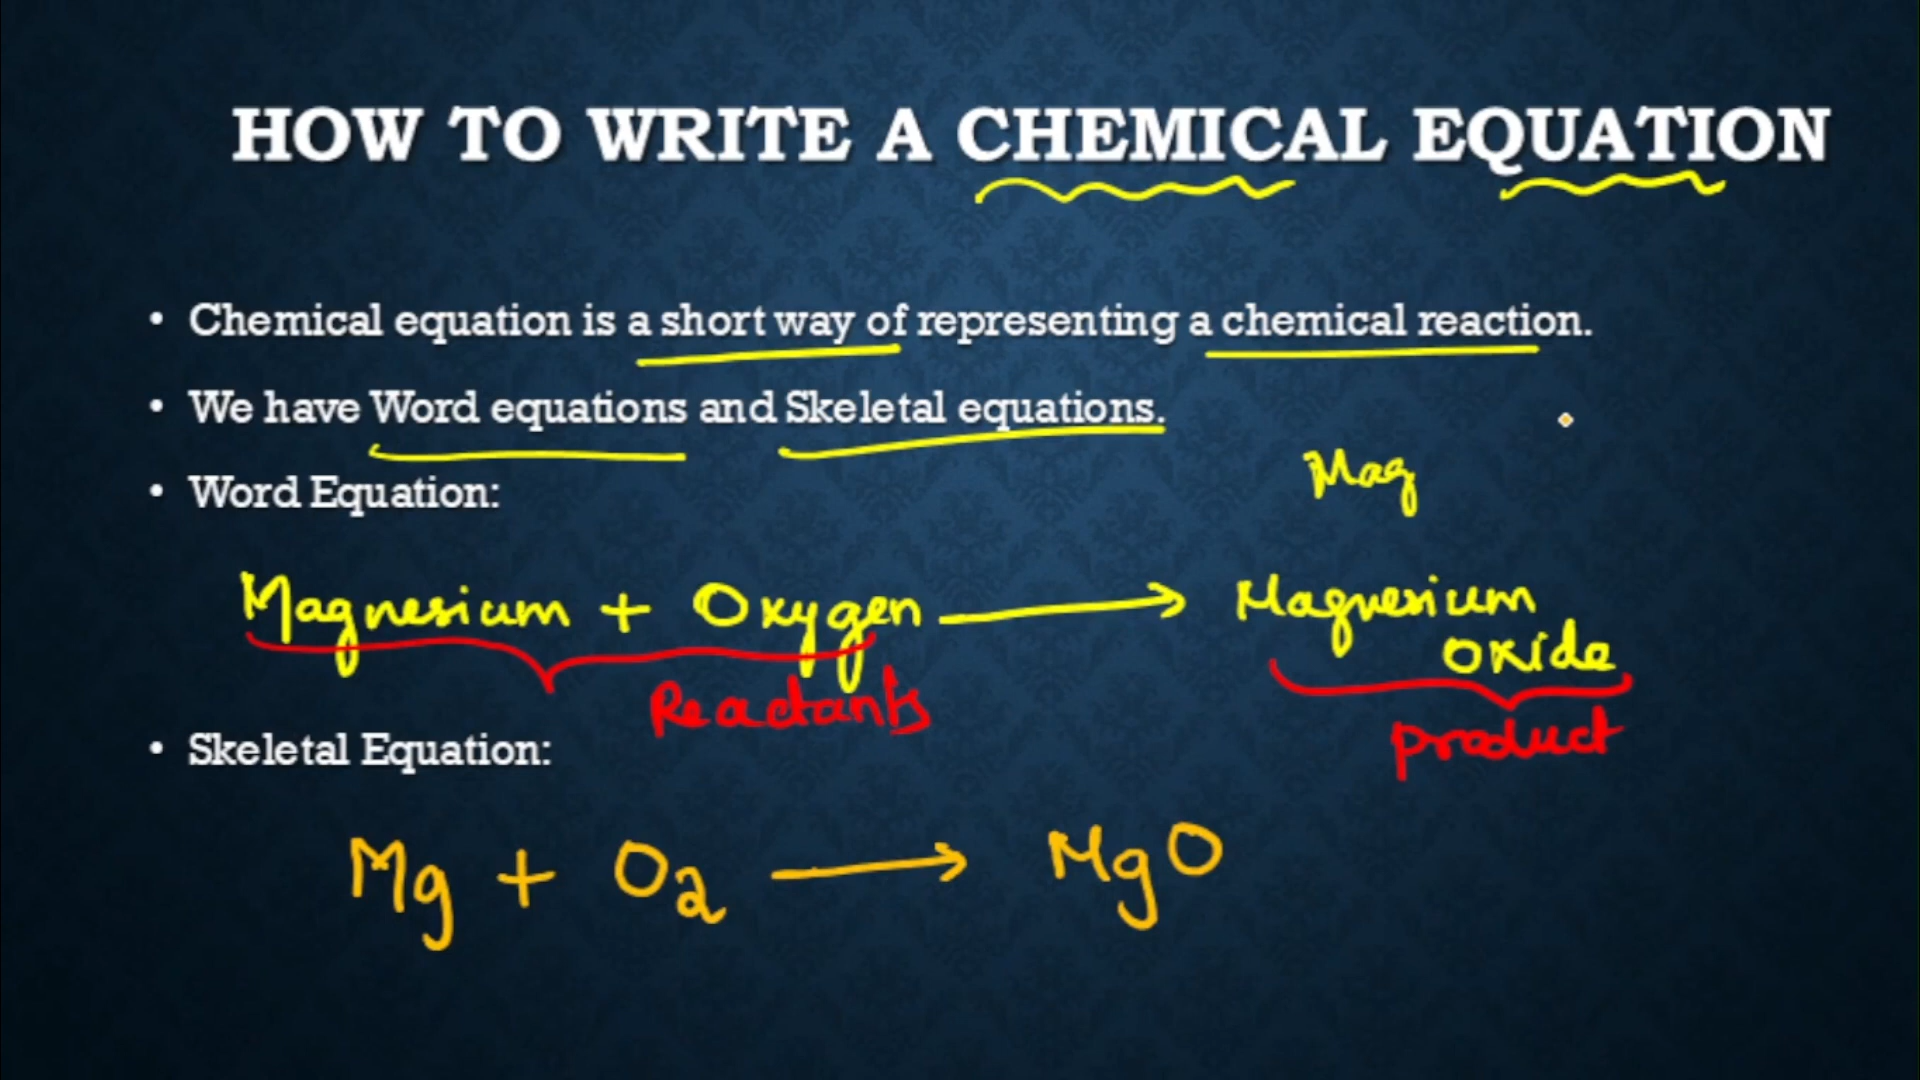 HOW TO WRITE A CHEMICAL EQUATION
• Chemical equation is a short way of representing a chemical reaction.
• We have Word equations and Skeletal equations.
Mag
• Word Equation:
Magnesium + Oxygen → Magnesium
oxide
Reactants
product
• Skeletal Equation:
Mg + O₂ → MgO